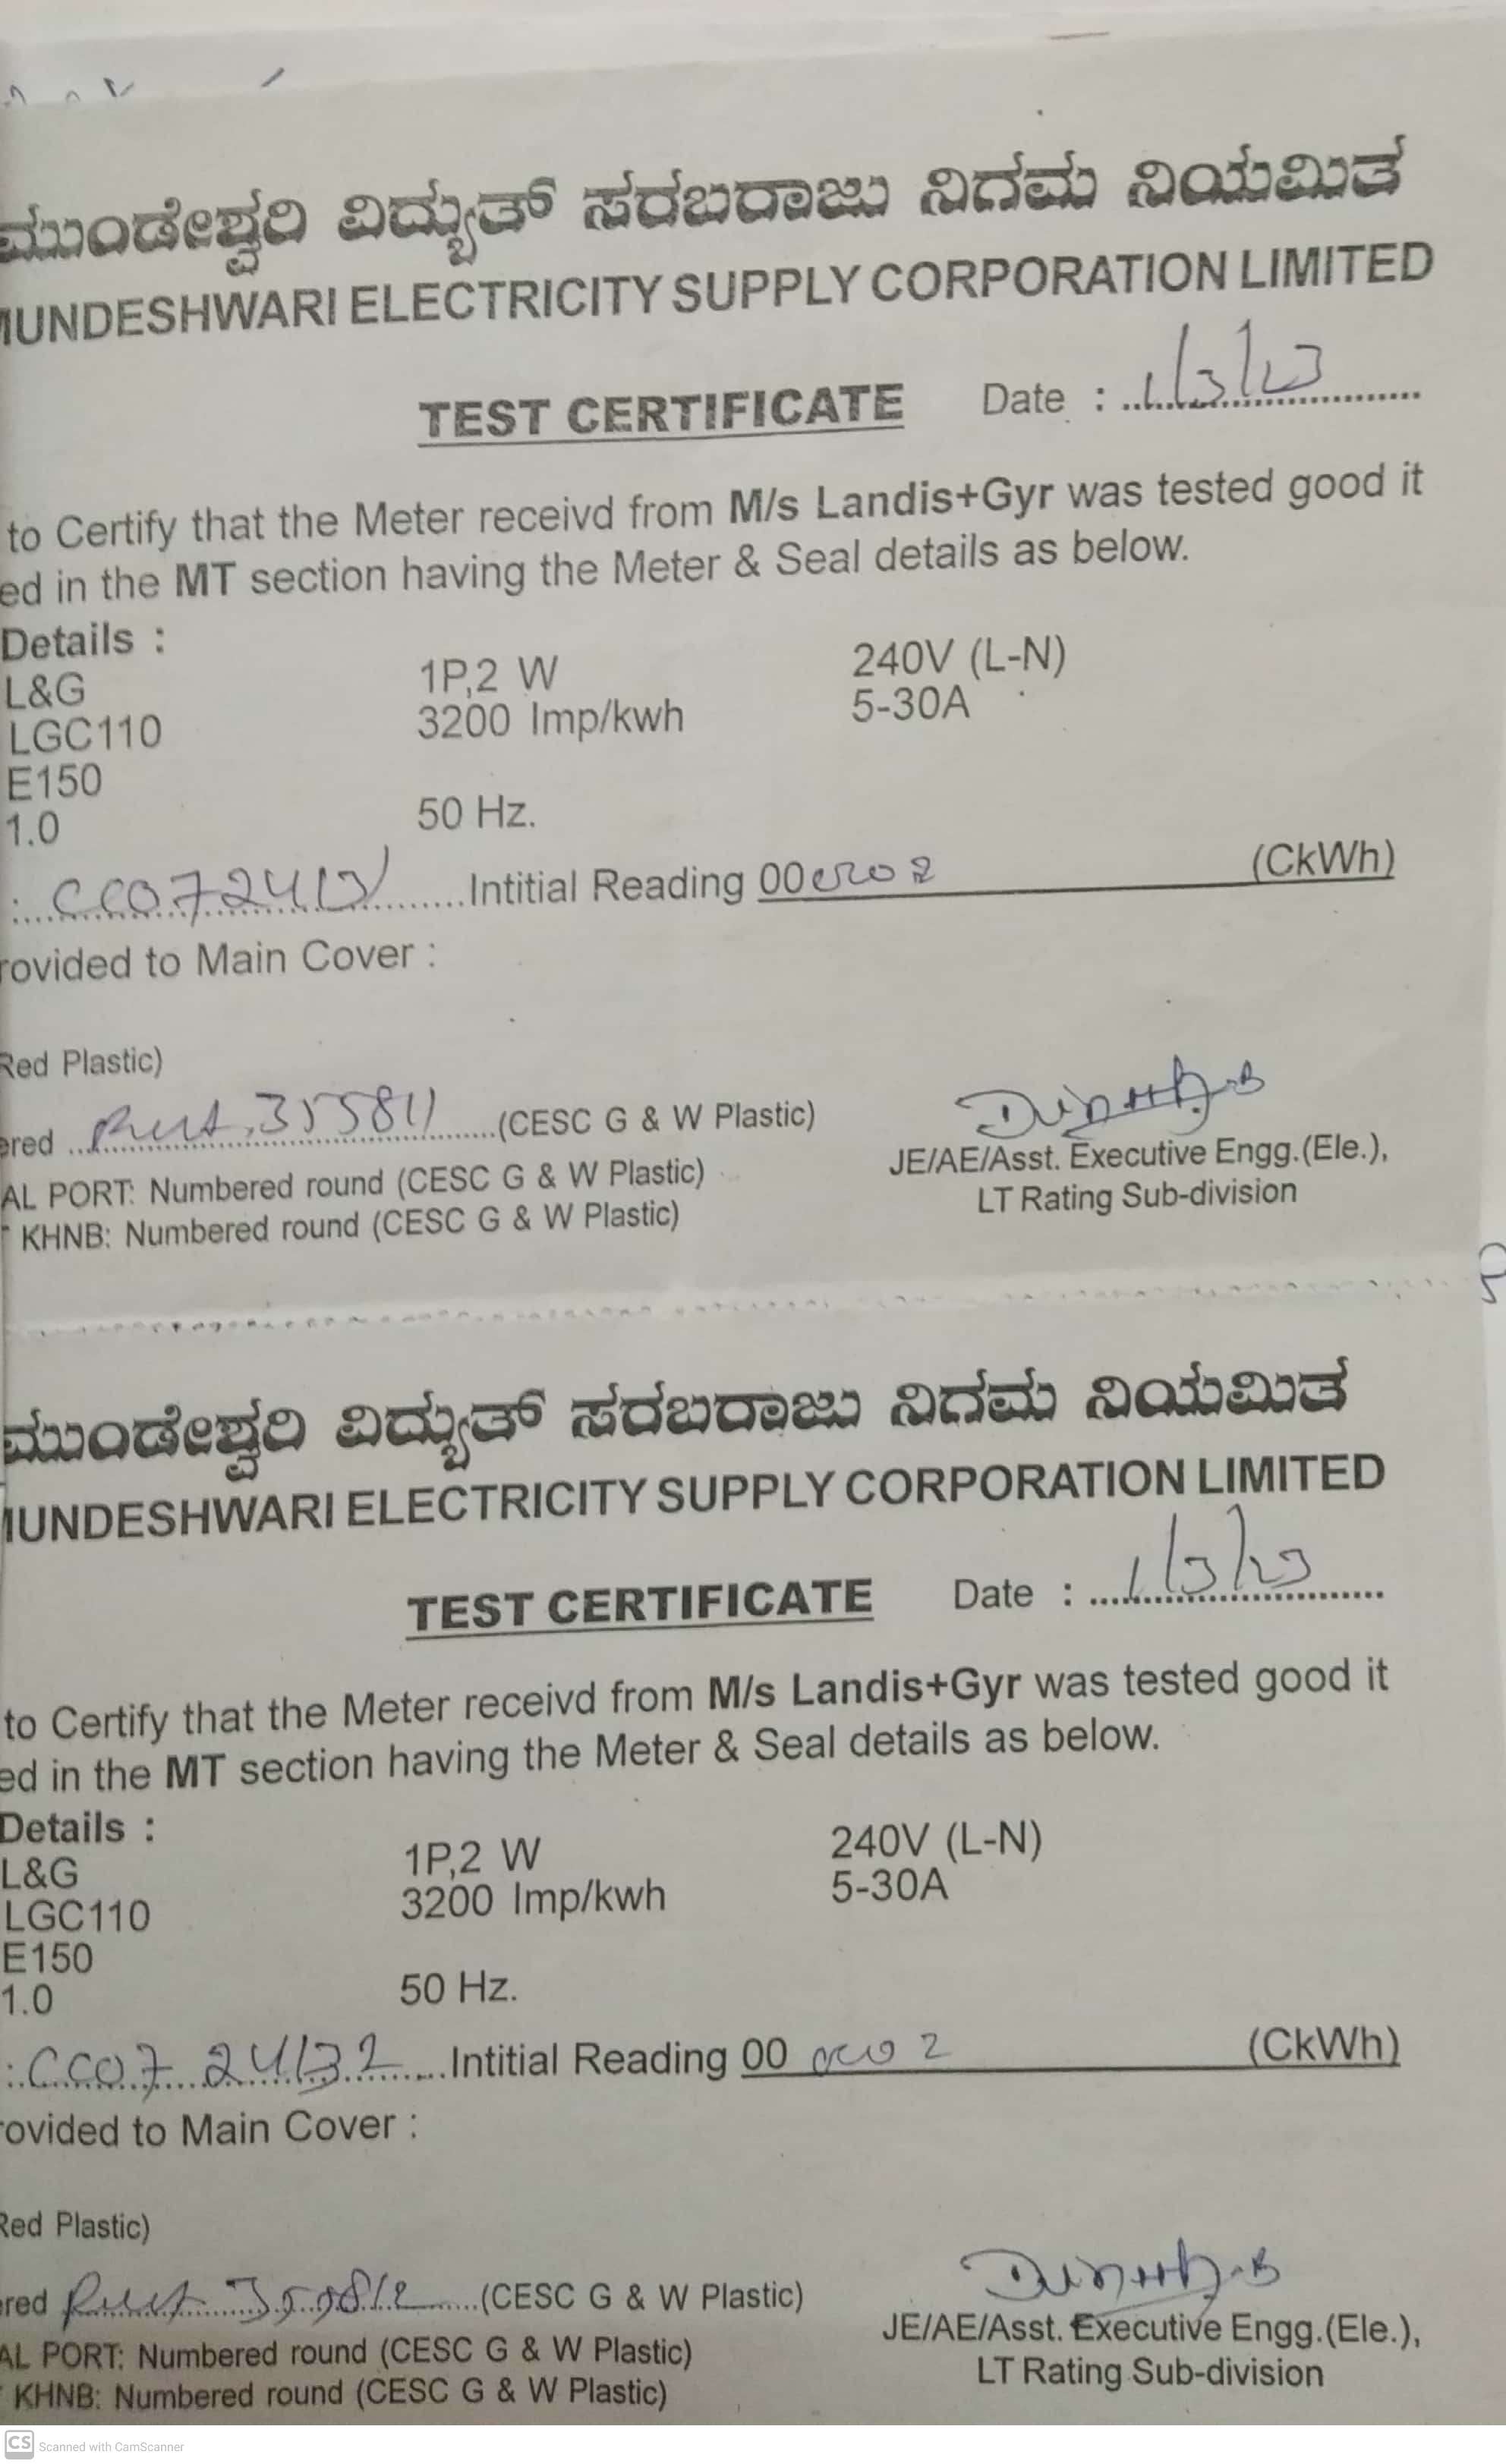 ಮುಂಡೇಶ್ವರಿ ವಿದ್ಯುತ್ ಸರಬರಾಜು ನಿಗಮ ನಿಯಮಿತ
MUNDESHWARI ELECTRICITY SUPPLY CORPORATION LIMITED
TEST CERTIFICATE Date : 1/3/23
to Certify that the Meter receivd from M/s Landis+Gyr was tested good it
ed in the MT section having the Meter & Seal details as below.
Details :
L&G 1P,2 W 240V (L-N)
LGC110 3200 Imp/kwh 5-30A
E150
1.0 50 Hz.
: Intitial Reading 00 (CkWh)
rovided to Main Cover :
Red Plastic)
ered 355811 (CESC G & W Plastic)
AL PORT: Numbered round (CESC G & W Plastic)
KHNB: Numbered round (CESC G & W Plastic)
JE/AE/Asst. Executive Engg.(Ele.),
LT Rating Sub-division
ಮುಂಡೇಶ್ವರಿ ವಿದ್ಯುತ್ ಸರಬರಾಜು ನಿಗಮ ನಿಯಮಿತ
MUNDESHWARI ELECTRICITY SUPPLY CORPORATION LIMITED
TEST CERTIFICATE Date : 1/3/23
to Certify that the Meter receivd from M/s Landis+Gyr was tested good it
ed in the MT section having the Meter & Seal details as below.
Details :
L&G 1P,2 W 240V (L-N)
LGC110 3200 Imp/kwh 5-30A
E150
1.0 50 Hz.
: CC07 24132 Intitial Reading 00 (CkWh)
rovided to Main Cover :
Red Plastic)
ered 355812 (CESC G & W Plastic)
AL PORT: Numbered round (CESC G & W Plastic)
KHNB: Numbered round (CESC G & W Plastic)
JE/AE/Asst. Executive Engg.(Ele.),
LT Rating Sub-division
CS Scanned with CamScanner